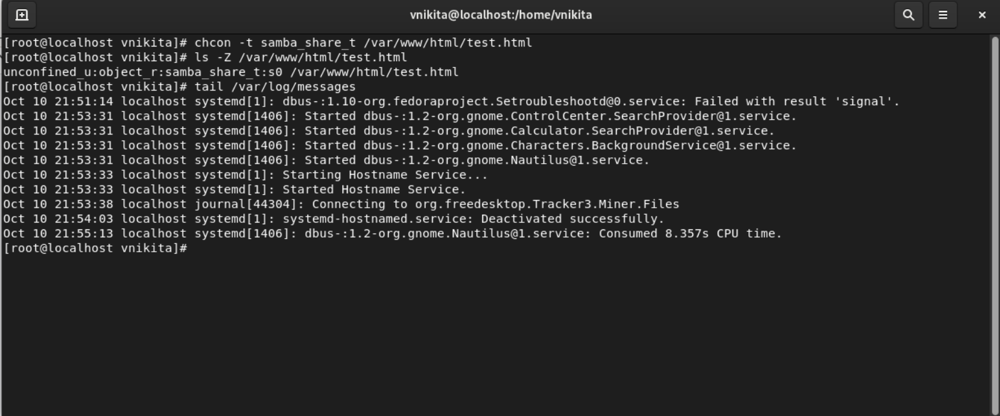 vnikita@localhost:/home/vnikita
[root@localhost vnikita]# chcon -t samba_share_t /var/www/html/test.html
[root@localhost vnikita]# ls -Z /var/www/html/test.html
unconfined_u:object_r:samba_share_t:s0 /var/www/html/test.html
[root@localhost vnikita]# tail /var/log/messages
Oct 10 21:51:14 localhost systemd[1]: dbus-:1.10-org.fedoraproject.Setroubleshootd@0.service: Failed with result 'signal'.
Oct 10 21:53:31 localhost systemd[1406]: Started dbus-:1.2-org.gnome.ControlCenter.SearchProvider@1.service.
Oct 10 21:53:31 localhost systemd[1406]: Started dbus-:1.2-org.gnome.Calculator.SearchProvider@1.service.
Oct 10 21:53:31 localhost systemd[1406]: Started dbus-:1.2-org.gnome.Characters.BackgroundService@1.service.
Oct 10 21:53:31 localhost systemd[1406]: Started dbus-:1.2-org.gnome.Nautilus@1.service.
Oct 10 21:53:33 localhost systemd[1]: Starting Hostname Service...
Oct 10 21:53:33 localhost systemd[1]: Started Hostname Service.
Oct 10 21:53:38 localhost journal[44304]: Connecting to org.freedesktop.Tracker3.Miner.Files
Oct 10 21:54:03 localhost systemd[1]: systemd-hostnamed.service: Deactivated successfully.
Oct 10 21:55:13 localhost systemd[1406]: dbus-:1.2-org.gnome.Nautilus@1.service: Consumed 8.357s CPU time.
[root@localhost vnikita]#